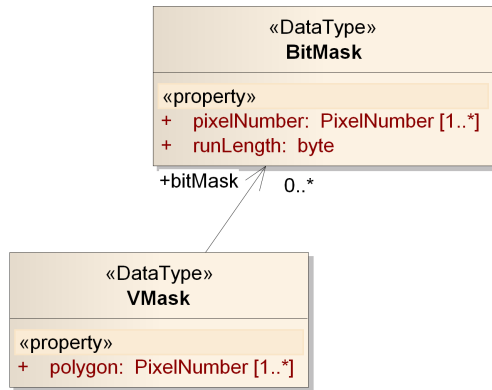 «DataType»
BitMask
«property»
+ pixelNumber: PixelNumber [1..*]
+ runLength: byte
+bitMask 0..*
«DataType»
VMask
«property»
+ polygon: PixelNumber [1..*]